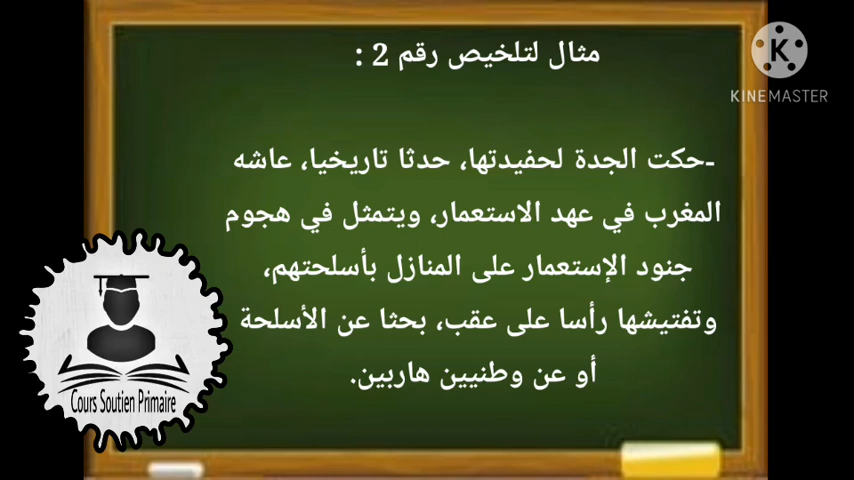 مثال لتلخيص رقم 2 :
-حكت الجدة لحفيدتها، حدثا تاريخيا، عاشه
المغرب في عهد الاستعمار، ويتمثل في هجوم
جنود الإستعمار على المنازل بأسلحتهم،
وتفتيشها رأسا على عقب، بحثا عن الأسلحة
أو عن وطنيين هاربين.
KINEMASTER
Cours Soutien Primaire